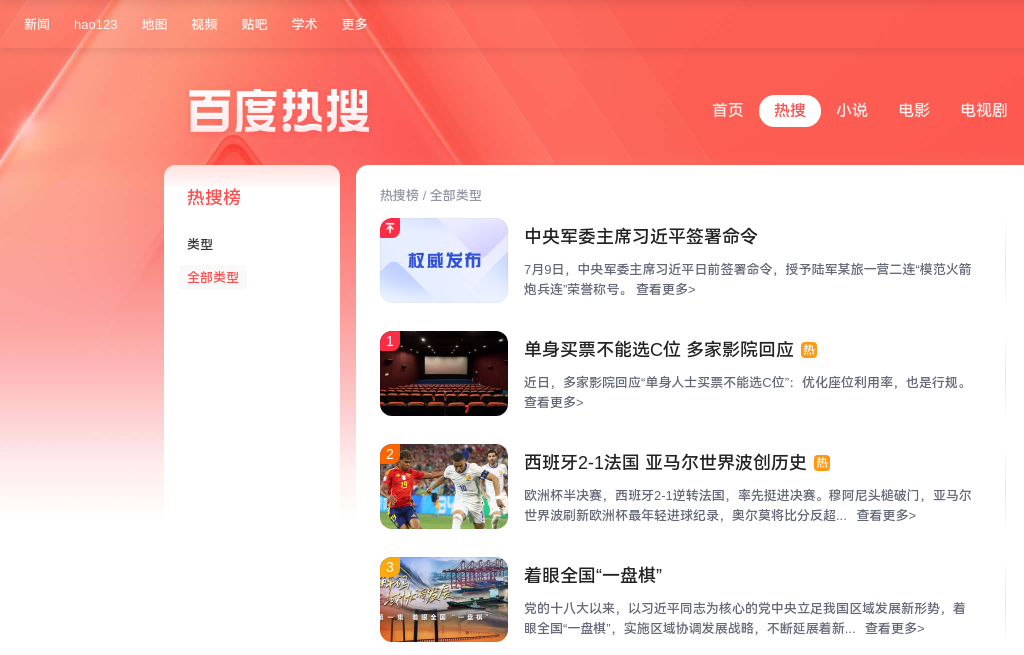 新闻 hao123 地图 视频 贴吧 学术 更多
百度热搜
首页 热搜 小说 电影 电视剧
热搜榜
类型
全部类型
热搜榜 / 全部类型
权威发布
中央军委主席习近平签署命令
7月9日，中央军委主席习近平日前签署命令，授予陆军某旅一营二连“模范火箭
炮兵连”荣誉称号。 查看更多>
1
单身买票不能选C位 多家影院回应 热
近日，多家影院回应“单身人士买票不能选C位”：优化座位利用率，也是行规。
查看更多>
2
西班牙2-1法国 亚马尔世界波创历史 热
欧洲杯半决赛，西班牙2-1逆转法国，率先挺进决赛。穆阿尼头槌破门，亚马尔
世界波刷新欧洲杯最年轻进球纪录，奥尔莫将比分反超... 查看更多>
3
着眼全国“一盘棋”
着眼全国“一盘棋”
党的十八大以来，以习近平同志为核心的党中央立足我国区域发展新形势，着
眼全国“一盘棋”，实施区域协调发展战略，不断延展着新... 查看更多>